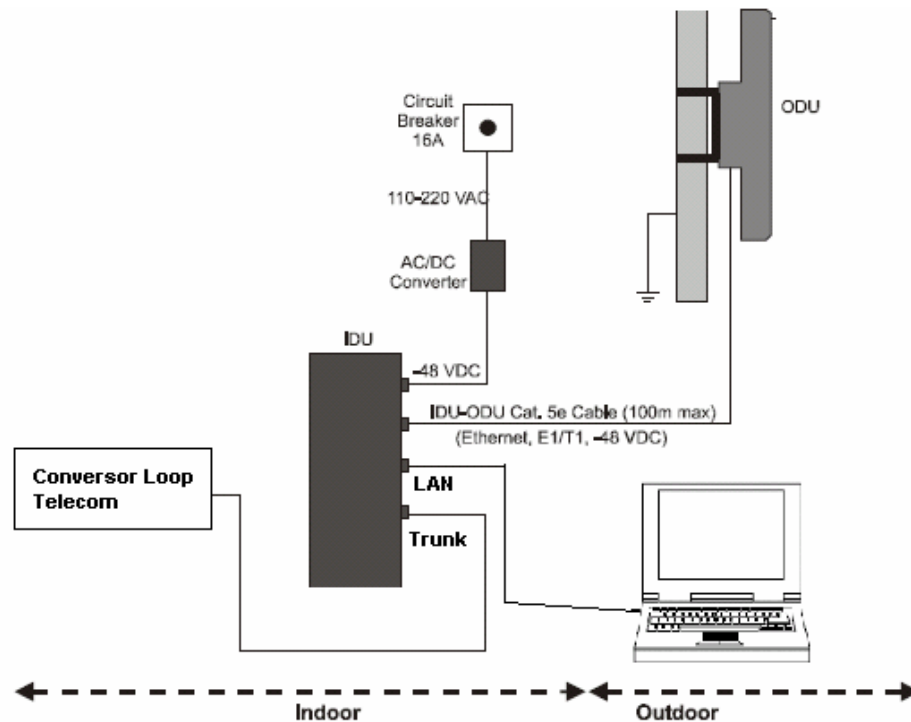 Circuit
Breaker
16A
ODU
110-220 VAC
AC/DC
Converter
IDU
-48 VDC
IDU-ODU Cat. 5e Cable (100m max)
(Ethernet, E1/T1, -48 VDC)
Conversor Loop
Telecom
LAN
Trunk
Indoor
Outdoor